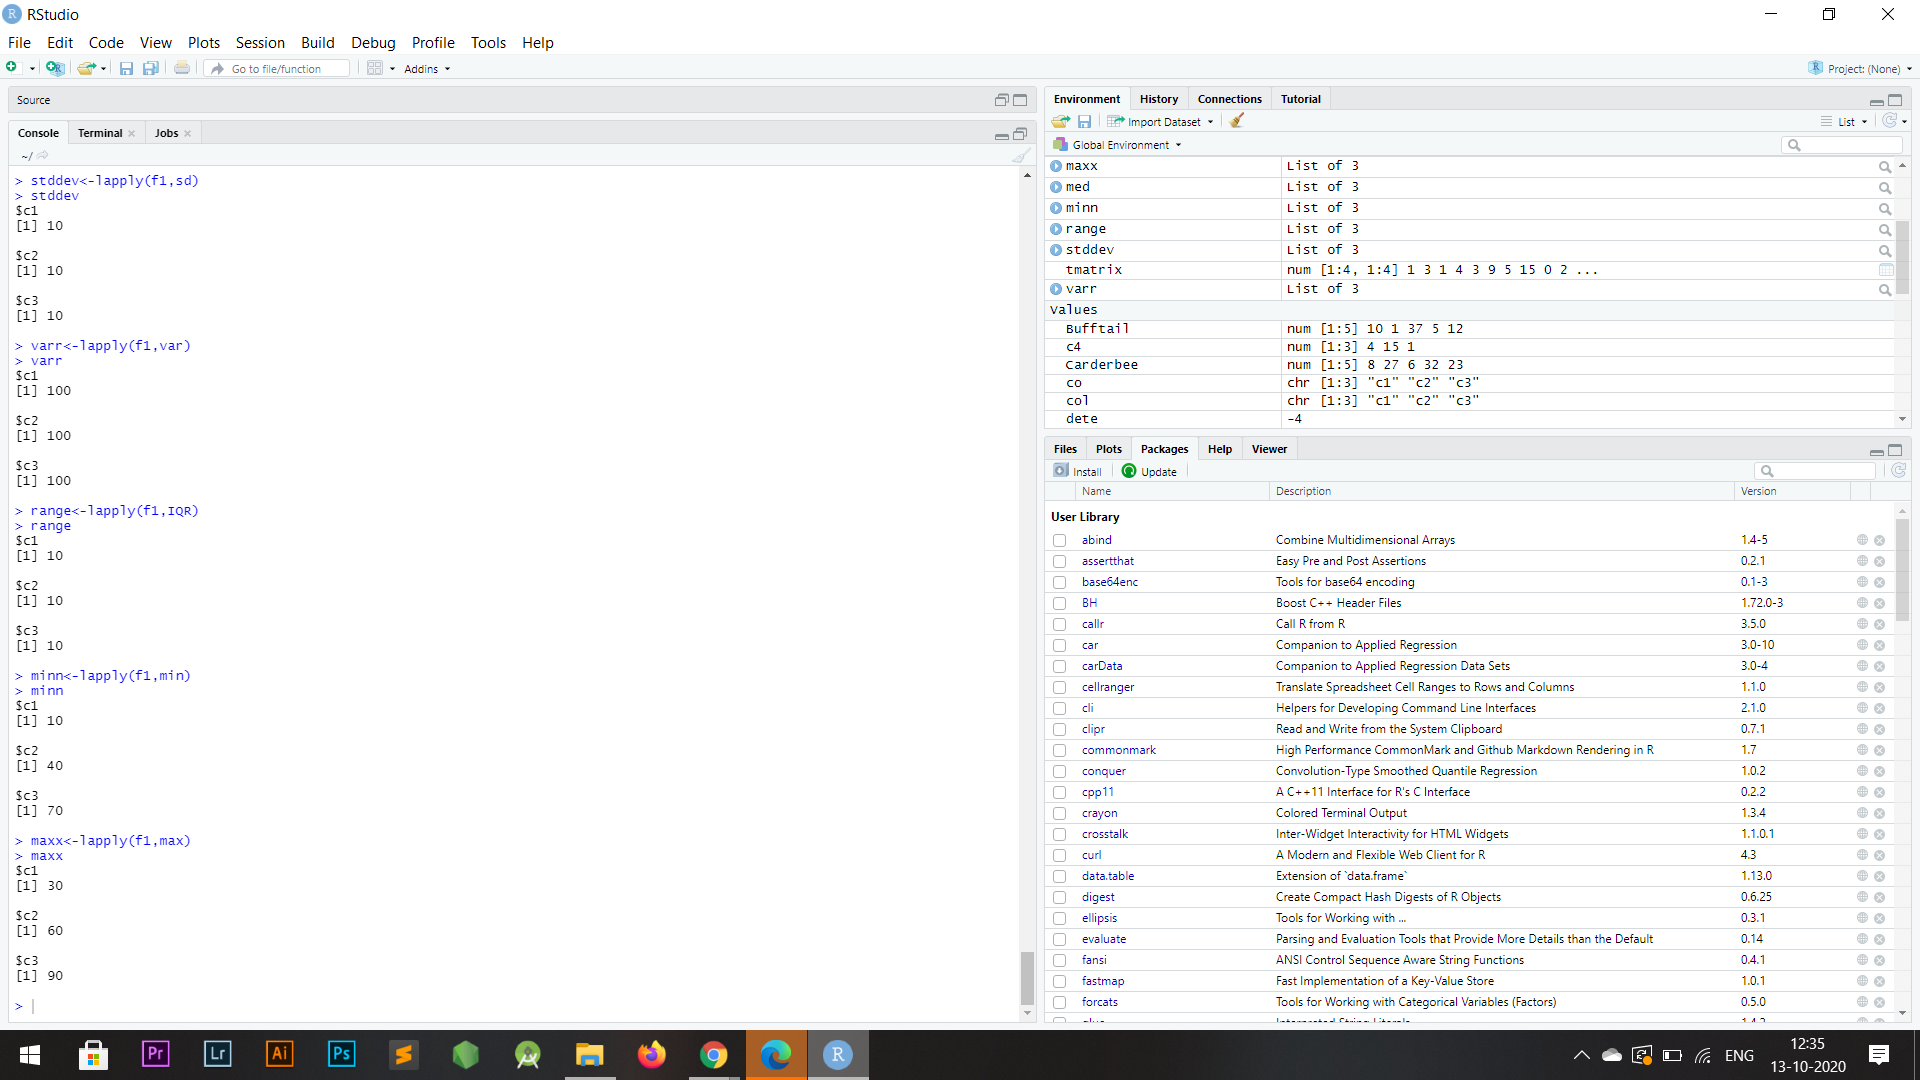 RStudio
File Edit Code View Plots Session Build Debug Profile Tools Help
Go to file/function Addins Project: (None)
Source
Console Terminal Jobs
~/
> stddev<-lapply(f1,sd)
> stddev
$c1
[1] 10
$c2
[1] 10
$c3
[1] 10
> varr<-lapply(f1,var)
> varr
$c1
[1] 100
$c2
[1] 100
$c3
[1] 100
> range<-lapply(f1,IQR)
> range
$c1
[1] 10
$c2
[1] 10
$c3
[1] 10
> minn<-lapply(f1,min)
> minn
$c1
[1] 10
$c2
[1] 40
$c3
[1] 70
> maxx<-lapply(f1,max)
> maxx
$c1
[1] 30
$c2
[1] 60
$c3
[1] 90
>
Environment History Connections Tutorial
Import Dataset List
Global Environment
maxx List of 3
med List of 3
minn List of 3
range List of 3
stddev List of 3
tmatrix num [1:4, 1:4] 1 3 1 4 3 9 5 15 0 2 ...
varr List of 3
Values
Bufftail num [1:5] 10 1 37 5 12
c4 num [1:3] 4 15 1
Carderbee num [1:5] 8 27 6 32 23
co chr [1:3] "c1" "c2" "c3"
col chr [1:3] "c1" "c2" "c3"
dete -4
Files Plots Packages Help Viewer
Install Update
Name Description Version
User Library
abind Combine Multidimensional Arrays 1.4-5
assertthat Easy Pre and Post Assertions 0.2.1
base64enc Tools for base64 encoding 0.1-3
BH Boost C++ Header Files 1.72.0-3
callr Call R from R 3.5.0
car Companion to Applied Regression 3.0-10
carData Companion to Applied Regression Data Sets 3.0-4
cellranger Translate Spreadsheet Cell Ranges to Rows and Columns 1.1.0
cli Helpers for Developing Command Line Interfaces 2.1.0
clipr Read and Write from the System Clipboard 0.7.1
commonmark High Performance CommonMark and Github Markdown Rendering in R 1.7
conquer Convolution-Type Smoothed Quantile Regression 1.0.2
cpp11 A C++11 Interface for R's C Interface 0.2.2
crayon Colored Terminal Output 1.3.4
crosstalk Inter-Widget Interactivity for HTML Widgets 1.1.0.1
curl A Modern and Flexible Web Client for R 4.3
data.table Extension of `data.frame` 1.13.0
digest Create Compact Hash Digests of R Objects 0.6.25
ellipsis Tools for Working with ... 0.3.1
evaluate Parsing and Evaluation Tools that Provide More Details than the Default 0.14
fansi ANSI Control Sequence Aware String Functions 0.4.1
fastmap Fast Implementation of a Key-Value Store 1.0.1
forcats Tools for Working with Categorical Variables (Factors) 0.5.0
Pr Lr Ai Ps R
ENG
12:35
13-10-2020